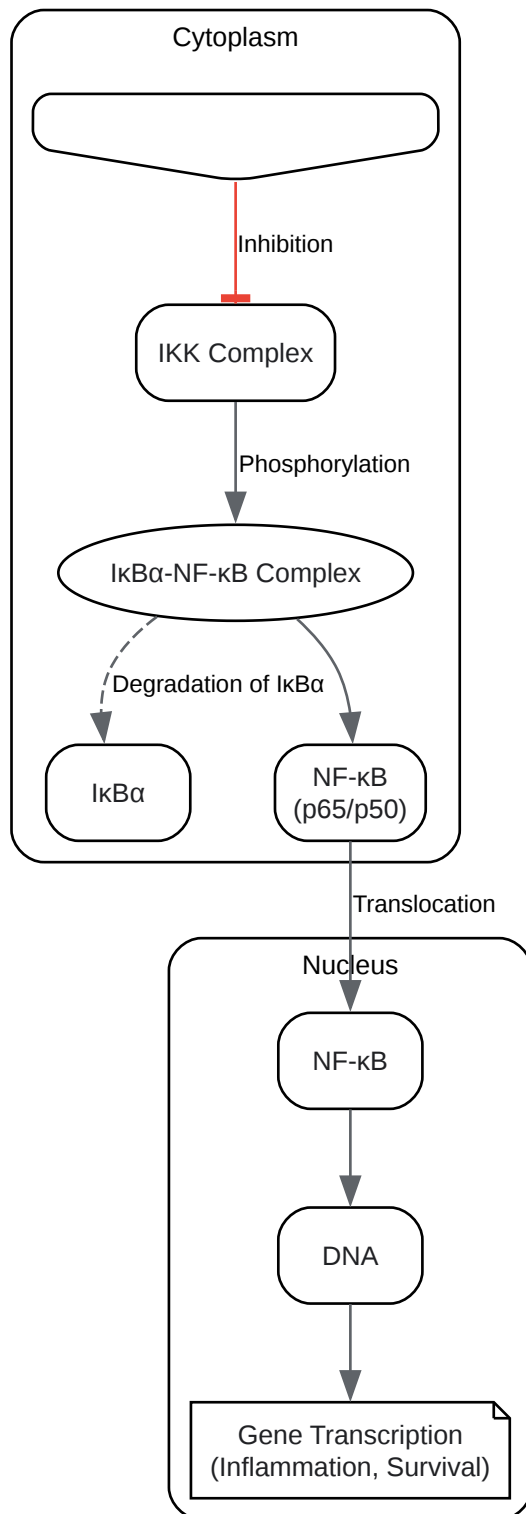 Cytoplasm
Inhibition
IKK Complex
Phosphorylation
IκBα-NF-κB Complex
Degradation of IκBα
IκBα
NF-κB
(p65/p50)
Translocation
Nucleus
NF-κB
DNA
Gene Transcription
(Inflammation, Survival)